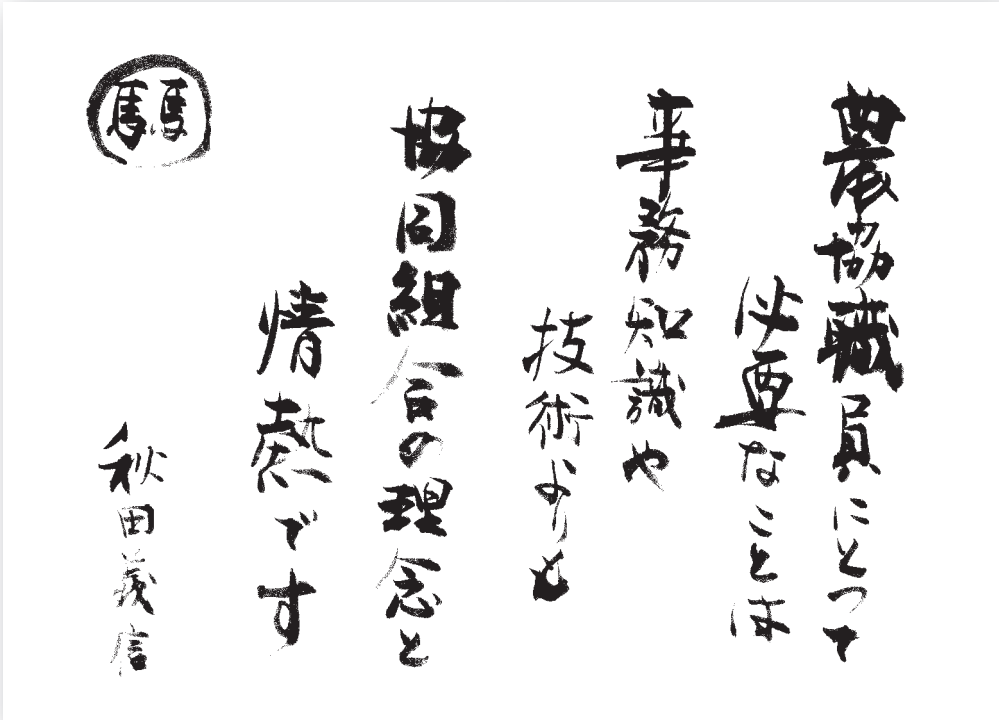 農協職員にとって
必要なことは
事務知識や
技術よりも
協同組合の理念と
情熱です
秋田義信